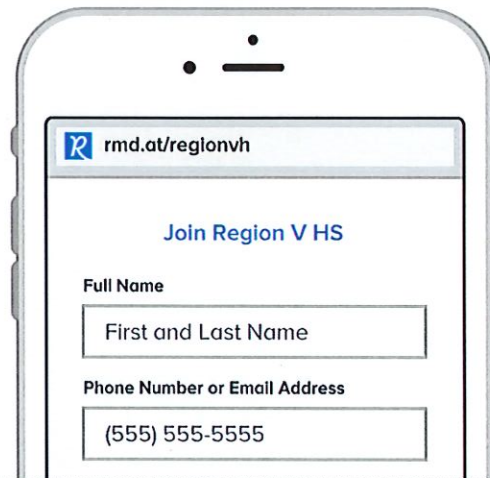 R rmd.at/regionvh
Join Region V HS
Full Name
First and Last Name
Phone Number or Email Address
(555) 555-5555